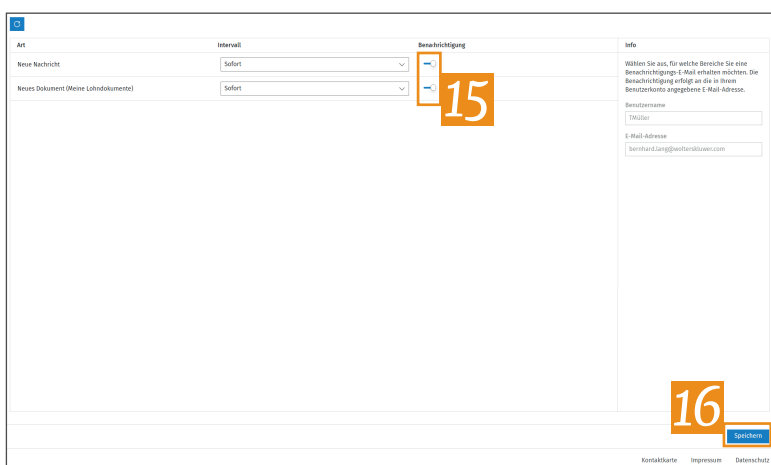 Art Intervall Benachrichtigung Info
Neue Nachricht Sofort
Neues Dokument (Meine Lohndokumente) Sofort
15
Wählen Sie aus, für welche Bereiche Sie eine
Benachrichtigungs-E-Mail erhalten möchten. Die
Benachrichtigung erfolgt an die in Ihrem
Benutzerkonto angegebene E-Mail-Adresse.
Benutzername
TMüller
E-Mail-Adresse
bernhard.lang@wolterskluwer.com
16
Speichern
Kontaktkarte Impressum Datenschutz